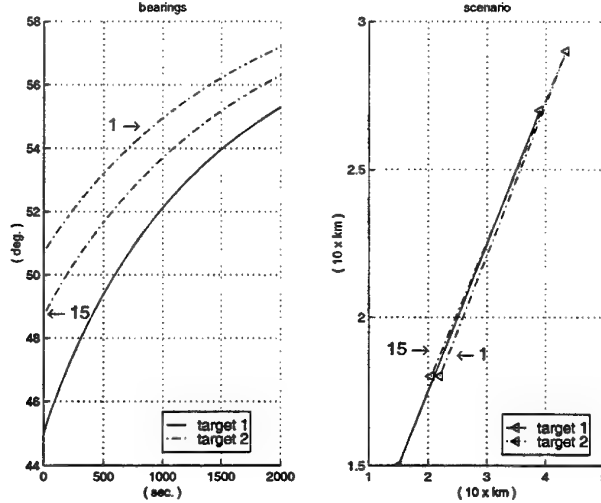 bearings
58
56
54
52
50
48
46
44
( deg. )
1 →
← 15
target 1
target 2
0
500
1000
1500
2000
( sec. )
scenario
3
2.5
2
1.5
( 10 x km )
15 →
← 1
target 1
target 2
1
2
3
4
5
( 10 x km )